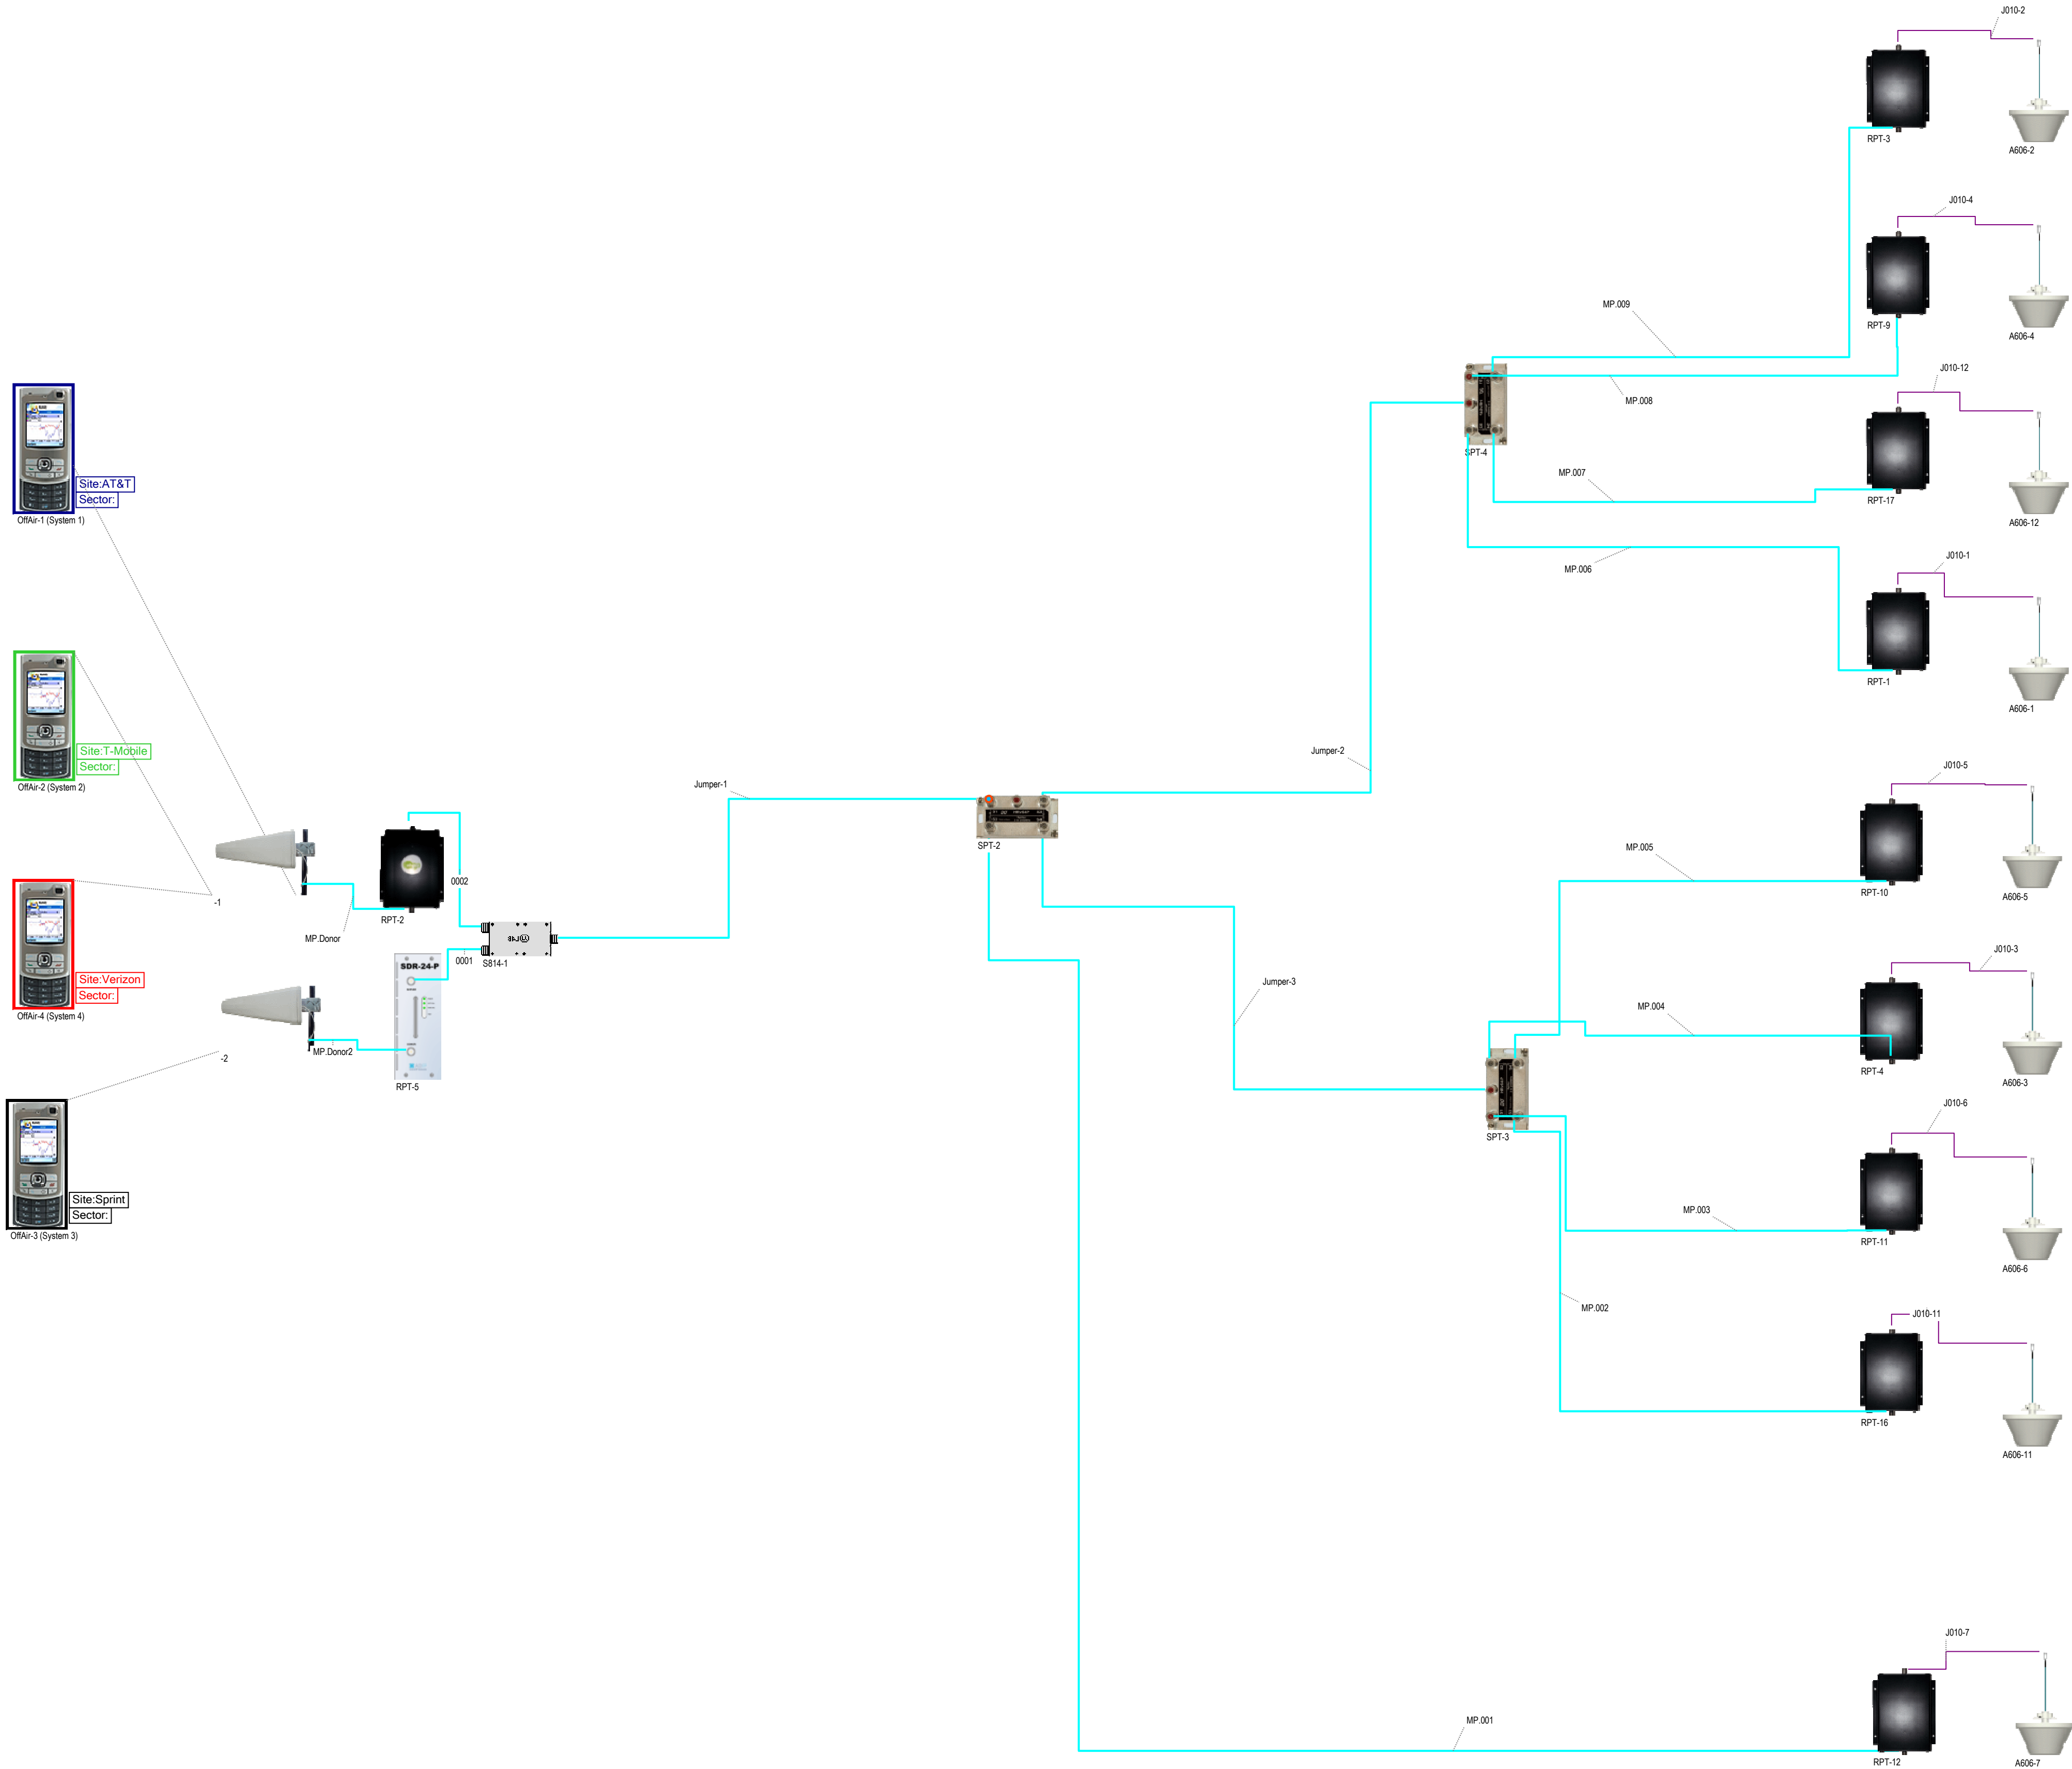 J010-2
RPT-3
A606-2
J010-4
MP.009
RPT-9
A606-4
J010-12
MP.008
SPT-4
MP.007
RPT-17
A606-12
Site:AT&T
Sector:
OffAir-1 (System 1)
J010-1
MP.006
RPT-1
A606-1
Site:T-Mobile
Sector:
OffAir-2 (System 2)
Jumper-2
Jumper-1
J010-5
SPT-2
MP.005
0002
RPT-10
A606-5
-1
RPT-2
MP.Donor
S814-1
0001
J010-3
SDR-24-P
Site:Verizon
Sector:
OffAir-4 (System 4)
Jumper-3
MP.004
MP.Donor2
-2
RPT-5
RPT-4
A606-3
J010-6
SPT-3
Site:Sprint
Sector:
OffAir-3 (System 3)
MP.003
RPT-11
A606-6
MP.002
J010-11
RPT-16
A606-11
J010-7
MP.001
RPT-12
A606-7